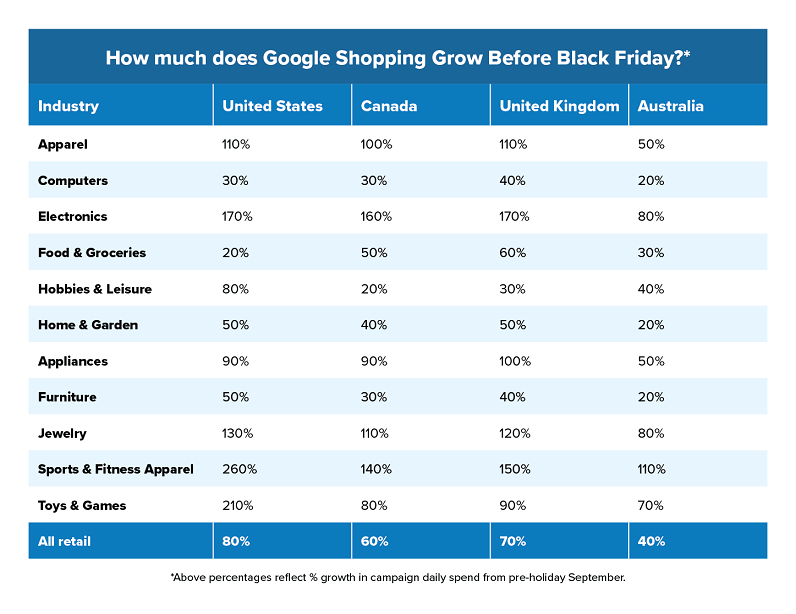 How much does Google Shopping Grow Before Black Friday?*
Industry United States Canada United Kingdom Australia
Apparel 110% 100% 110% 50%
Computers 30% 30% 40% 20%
Electronics 170% 160% 170% 80%
Food & Groceries 20% 50% 60% 30%
Hobbies & Leisure 80% 20% 30% 40%
Home & Garden 50% 40% 50% 20%
Appliances 90% 90% 100% 50%
Furniture 50% 30% 40% 20%
Jewelry 130% 110% 120% 80%
Sports & Fitness Apparel 260% 140% 150% 110%
Toys & Games 210% 80% 90% 70%
All retail 80% 60% 70% 40%
*Above percentages reflect % growth in campaign daily spend from pre-holiday September.